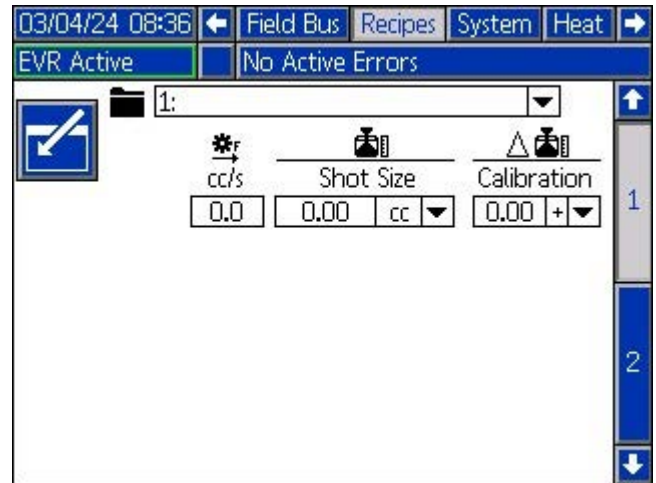 03/04/24 08:36 Field Bus Recipes System Heat
EVR Active No Active Errors
1:
F
cc/s Shot Size Calibration
0.0 0.00 cc 0.00 +
1
2